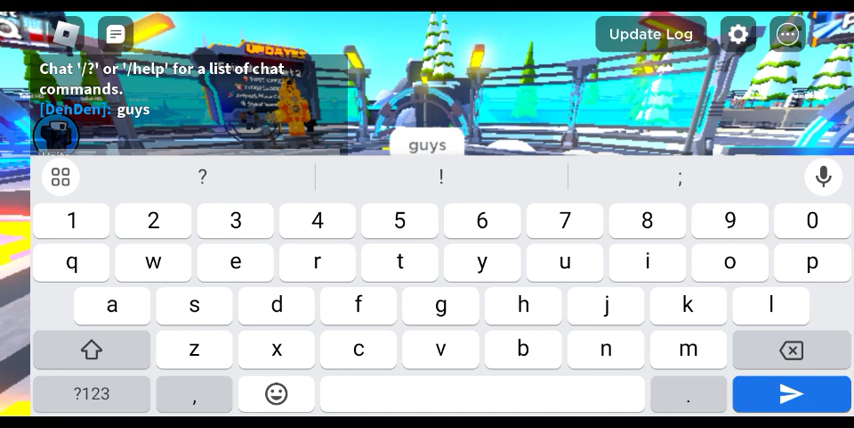 Update Log
UPDATES
Chat '/?' or '/help' for a list of chat
commands.
[DenDen]: guys
guys
? ! ;
1 2 3 4 5 6 7 8 9 0
q w e r t y u i o p
a s d f g h j k l
z x c v b n m
?123 , .